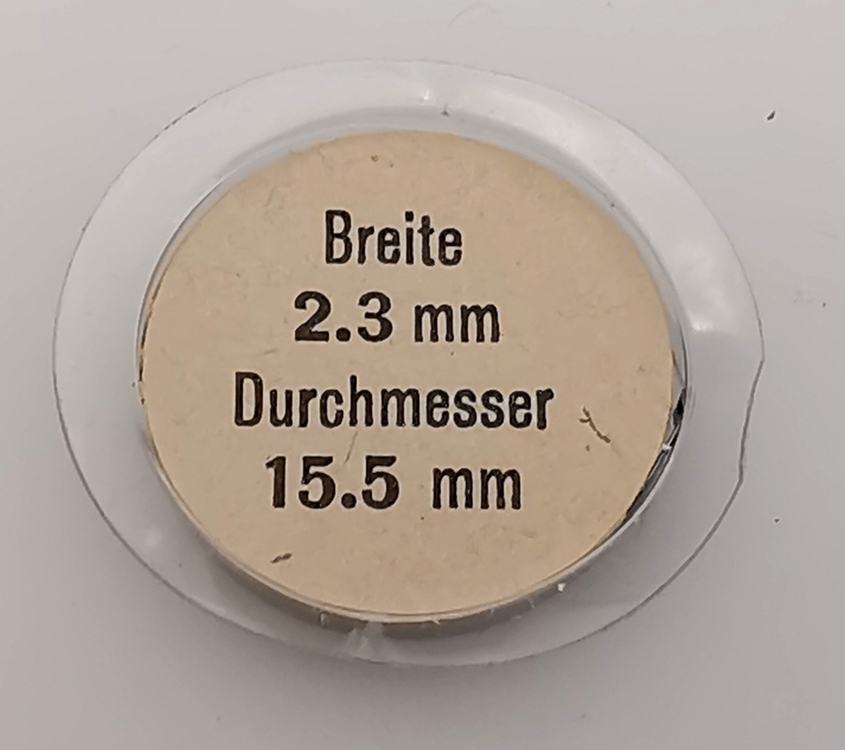 Breite
2.3 mm
Durchmesser
15.5 mm